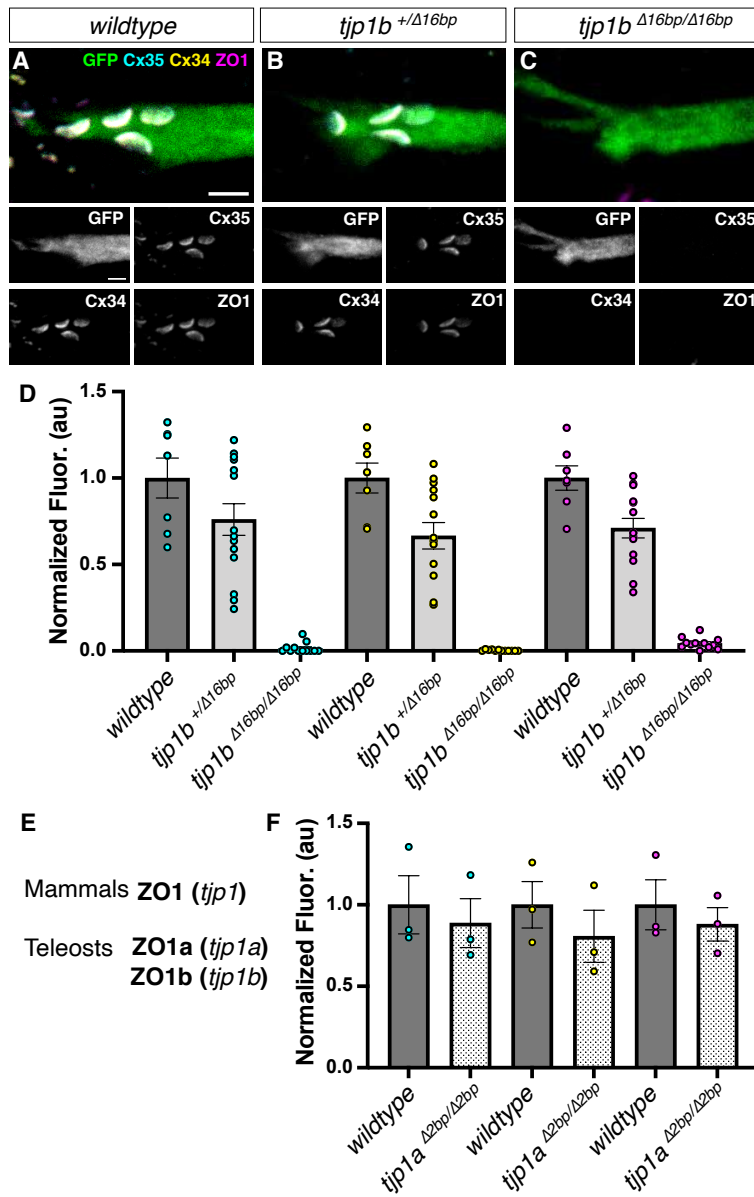 wildtype tjp1b +/Δ16bp tjp1b Δ16bp/Δ16bp
A GFP Cx35 Cx34 ZO1 B C
GFP Cx35 GFP Cx35 GFP Cx35
Cx34 ZO1 Cx34 ZO1 Cx34 ZO1
D
Normalized Fluor. (au)
1.5
1.0
0.5
0.0
wildtype tjp1b +/Δ16bp tjp1b Δ16bp/Δ16bp wildtype tjp1b +/Δ16bp tjp1b Δ16bp/Δ16bp wildtype tjp1b +/Δ16bp tjp1b Δ16bp/Δ16bp
E
Mammals ZO1 (tjp1)
Teleosts ZO1a (tjp1a)
ZO1b (tjp1b)
F
Normalized Fluor. (au)
1.5
1.0
0.5
0.0
wildtype tjp1a Δ2bp/Δ2bp wildtype tjp1a Δ2bp/Δ2bp wildtype tjp1a Δ2bp/Δ2bp